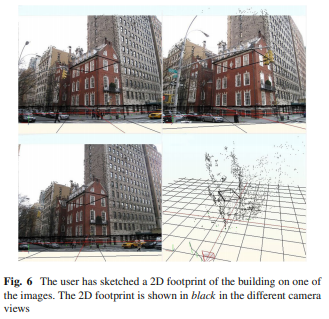 Fig. 6 The user has sketched a 2D footprint of the building on one of
the images. The 2D footprint is shown in black in the different camera
views